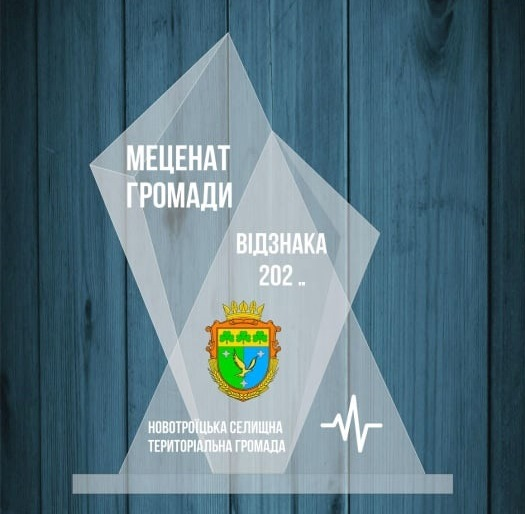 МЕЦЕНАТ
ГРОМАДИ
ВІДЗНАКА
202 ..
НОВОТРОЇЦЬКА СЕЛИЩНА
ТЕРИТОРІАЛЬНА ГРОМАДА